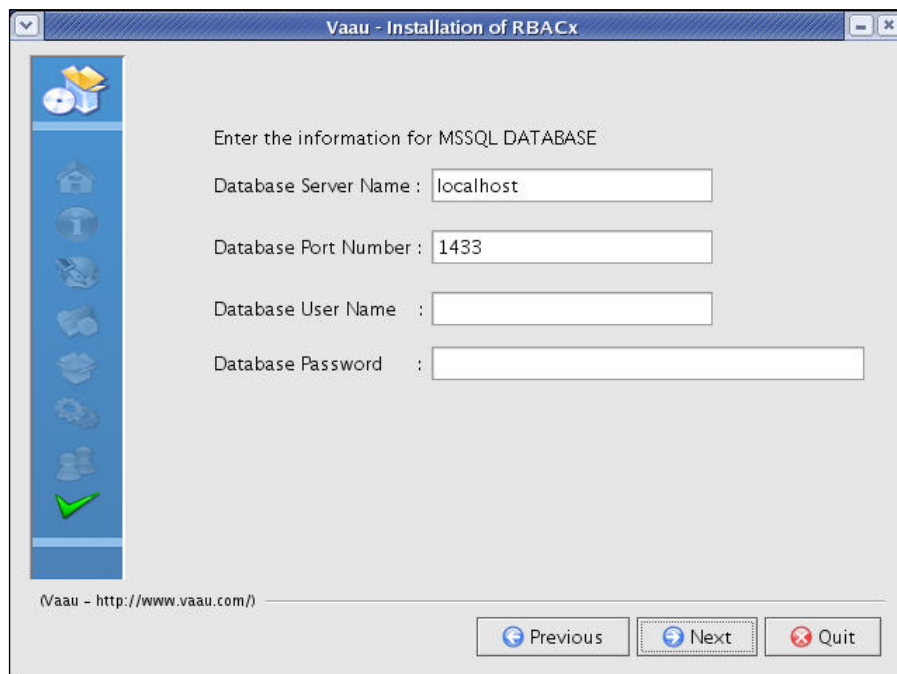 Vaau - Installation of RBACx
Enter the information for MSSQL DATABASE
Database Server Name : localhost
Database Port Number : 1433
Database User Name :
Database Password :
(Vaau - http://www.vaau.com/)
Previous Next Quit